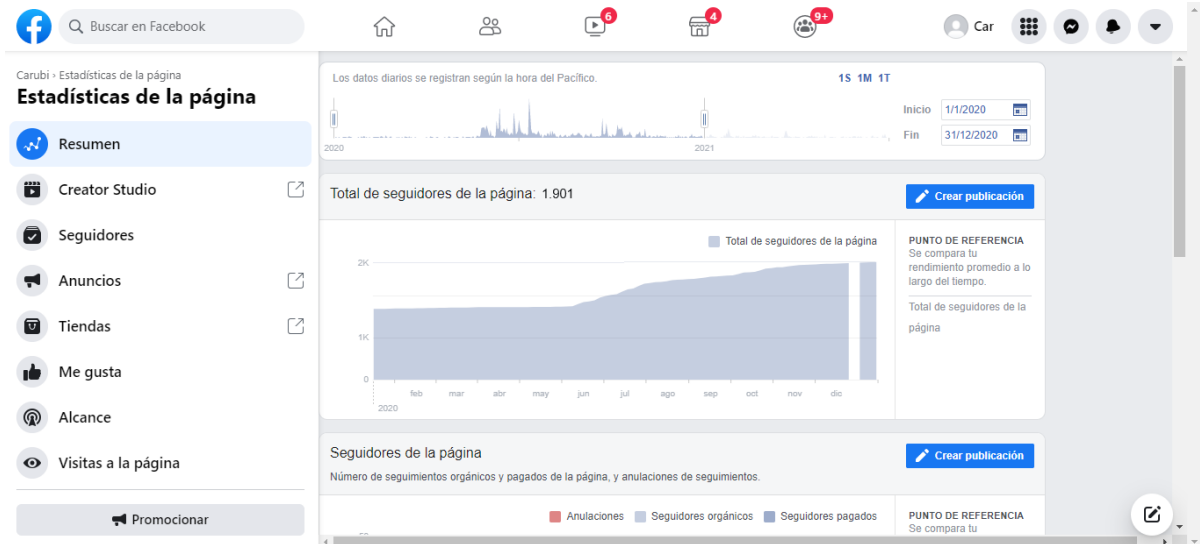 Buscar en Facebook
6
4
9+
Car
Carubi › Estadísticas de la página
Estadísticas de la página
Resumen
Creator Studio
Seguidores
Anuncios
Tiendas
Me gusta
Alcance
Visitas a la página
Promocionar
Los datos diarios se registran según la hora del Pacífico.
1S 1M 1T
Inicio 1/1/2020
Fin 31/12/2020
2020 2021
Total de seguidores de la página: 1.901
Crear publicación
Total de seguidores de la página
2K
1K
0
feb mar abr may jun jul ago sep oct nov dic
2020
PUNTO DE REFERENCIA
Se compara tu
rendimiento promedio a lo
largo del tiempo.
Total de seguidores de la
página
Seguidores de la página
Crear publicación
Número de seguimientos orgánicos y pagados de la página, y anulaciones de seguimientos.
Anulaciones Seguidores orgánicos Seguidores pagados
PUNTO DE REFERENCIA
Se compara tu